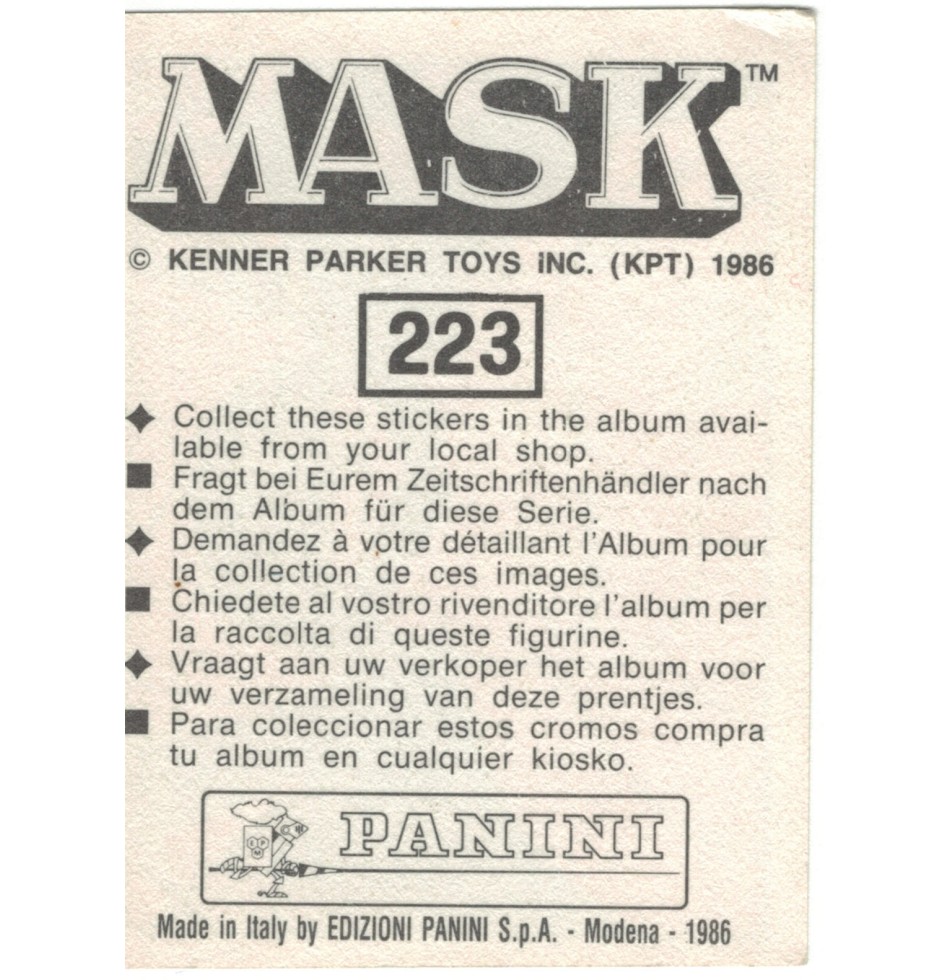 MASK™
© KENNER PARKER TOYS INC. (KPT) 1986
223
Collect these stickers in the album avai-
lable from your local shop.
Fragt bei Eurem Zeitschriftenhändler nach
dem Album für diese Serie.
Demandez à votre détaillant l'Album pour
la collection de ces images.
Chiedete al vostro rivenditore l'album per
la raccolta di queste figurine.
Vraagt aan uw verkoper het album voor
uw verzameling van deze prentjes.
Para coleccionar estos cromos compra
tu album en cualquier kiosko.
PANINI
Made in Italy by EDIZIONI PANINI S.p.A. - Modena - 1986